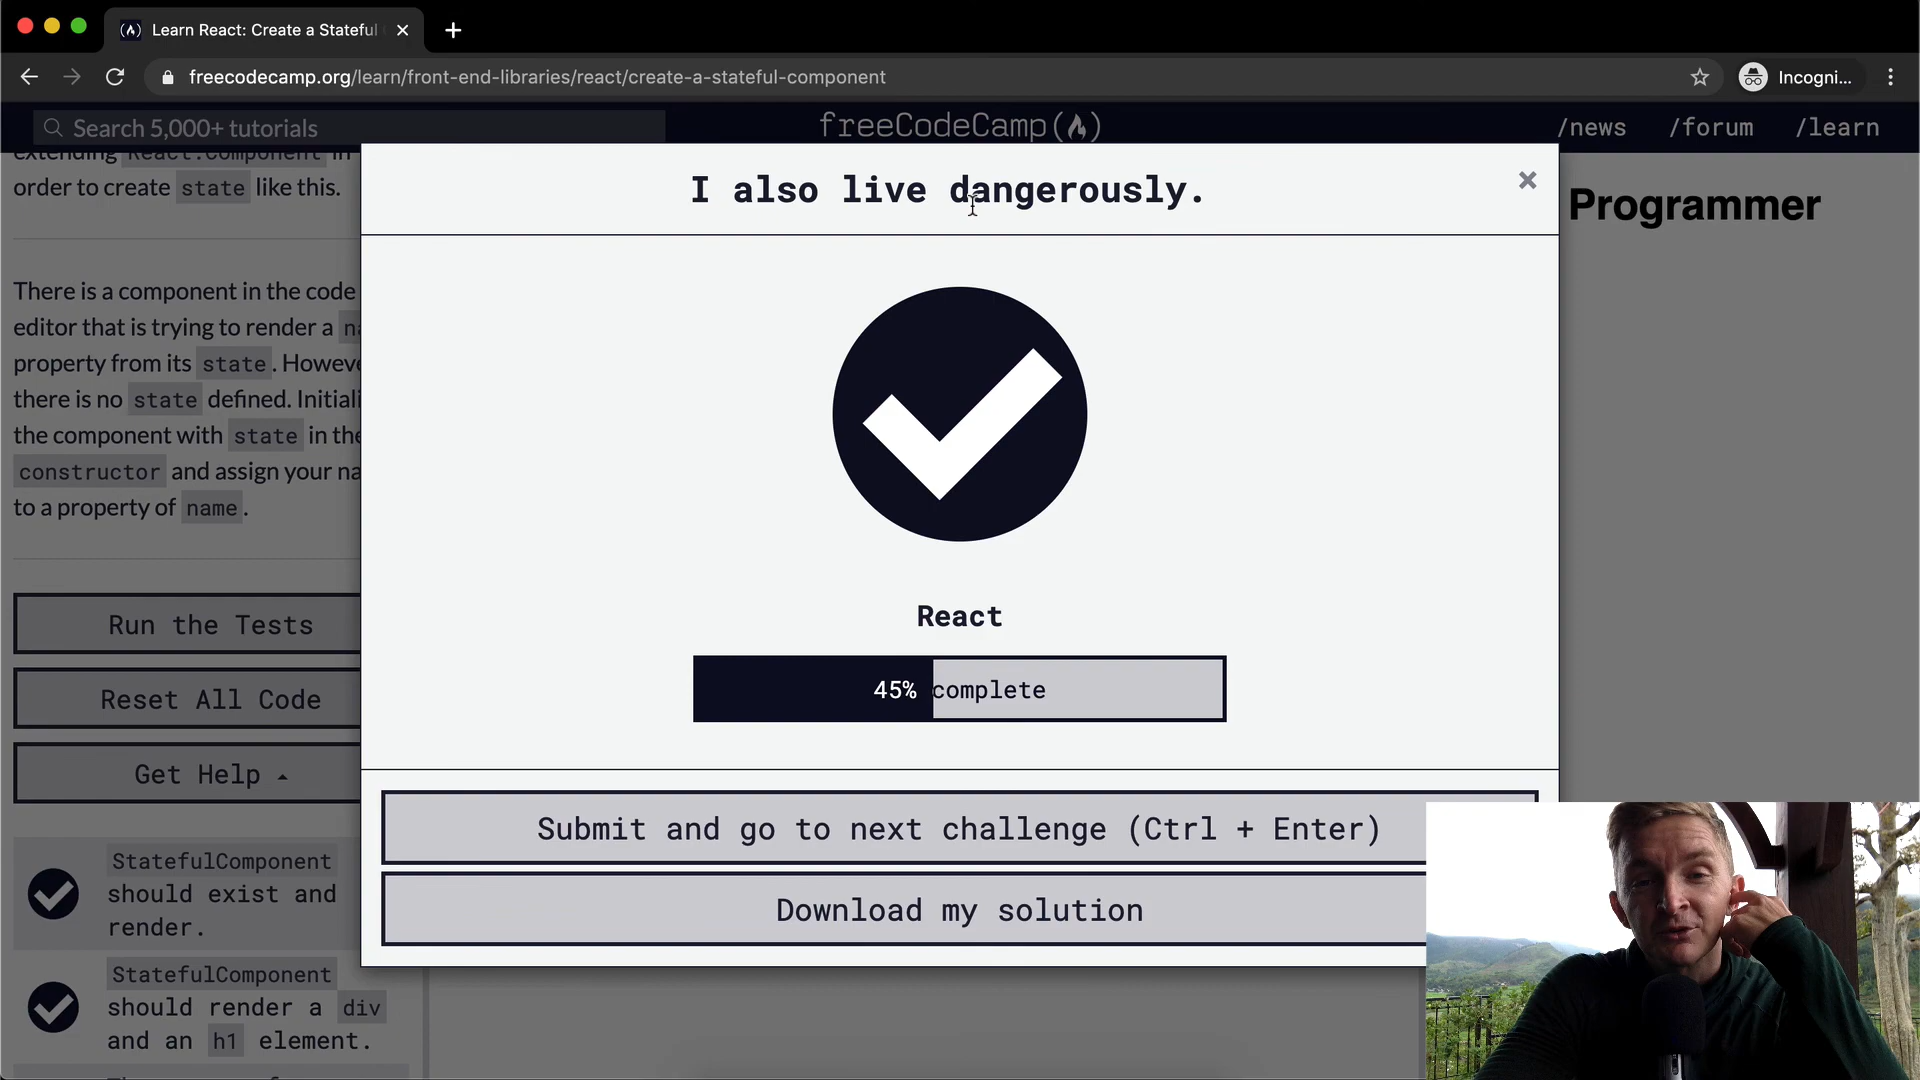 Learn React: Create a Stateful
freecodecamp.org/learn/front-end-libraries/react/create-a-stateful-component
Incogni...
Search 5,000+ tutorials
freeCodeCamp
/news /forum /learn
extending React.Component in
order to create state like this.
There is a component in the code
editor that is trying to render a
property from its state.
there is no state defined.
the component with state in the
constructor and assign your
to a property of name.
Run the Tests
Reset All Code
Get Help
StatefulComponent
should exist and
render.
StatefulComponent
should render a div
and an h1 element.
I also live dangerously.
×
React
45% complete
Submit and go to next challenge (Ctrl + Enter)
Download my solution
Programmer